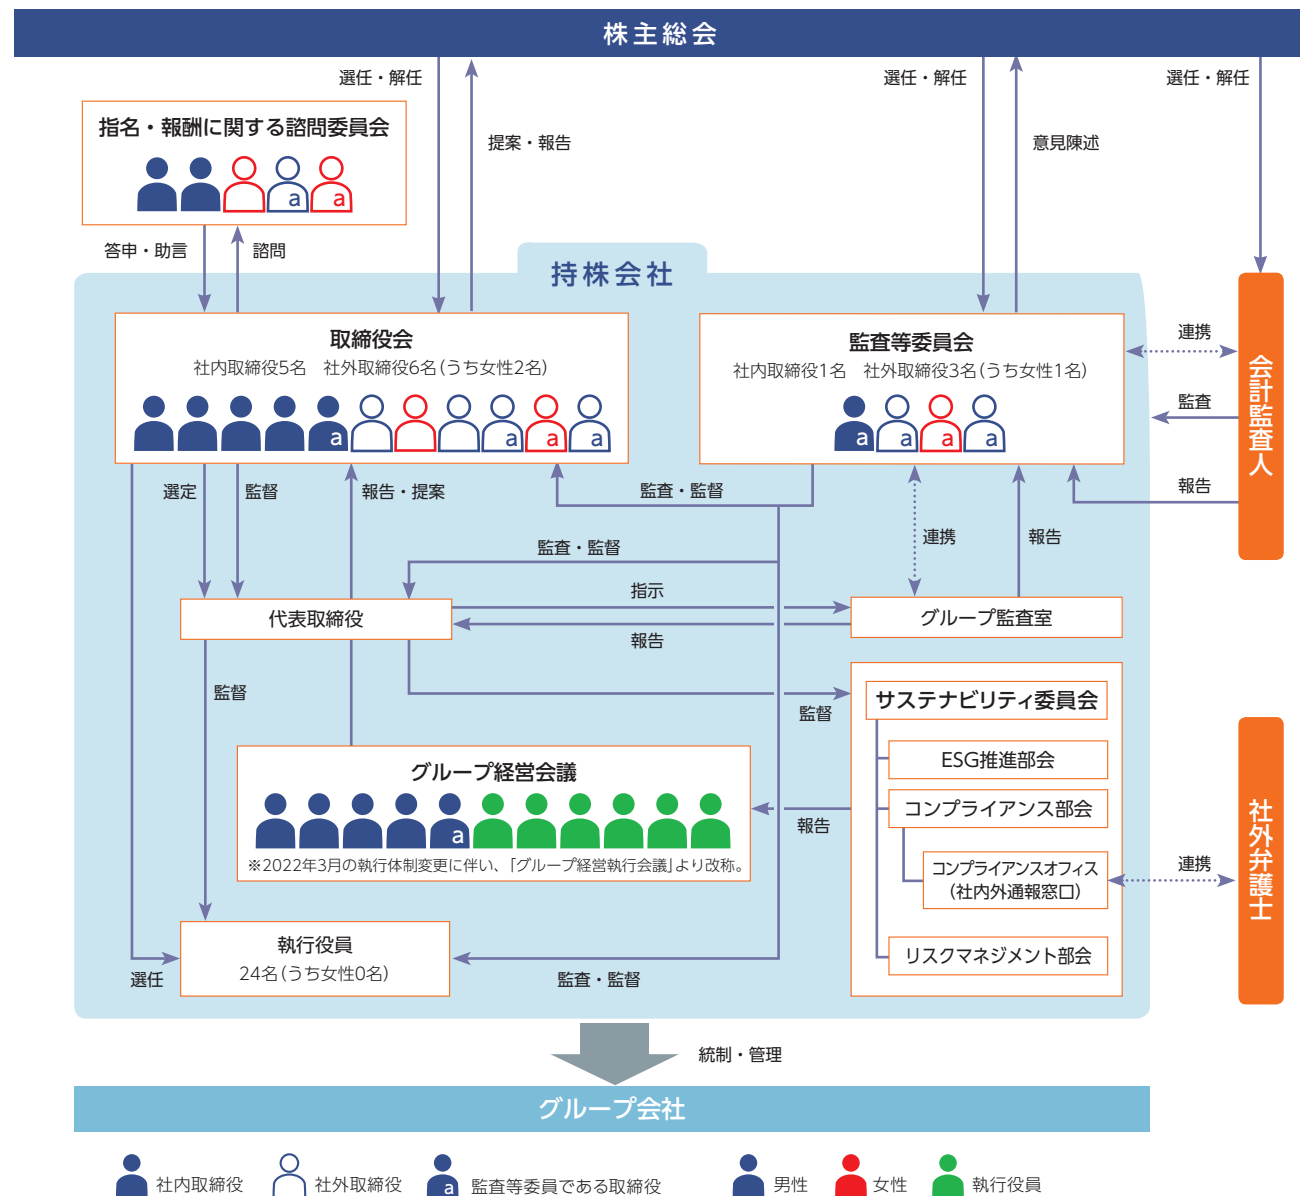 株主総会
選任・解任
選任・解任
選任・解任
指名・報酬に関する諮問委員会
a
a
提案・報告
意見陳述
答申・助言
諮問
持株会社
取締役会
社内取締役5名　社外取締役6名(うち女性2名)
a
a
a
a
監査等委員会
社内取締役1名　社外取締役3名(うち女性1名)
a
a
a
a
連携
監査
報告
会計監査人
選定
監督
報告・提案
監査・監督
監査・監督
連携
報告
代表取締役
指示
報告
グループ監査室
監督
監督
サステナビリティ委員会
ESG推進部会
コンプライアンス部会
コンプライアンスオフィス
(社内外通報窓口)
リスクマネジメント部会
グループ経営会議
a
※2022年3月の執行体制変更に伴い、「グループ経営執行会議」より改称。
報告
連携
社外弁護士
執行役員
24名(うち女性0名)
選任
監査・監督
統制・管理
グループ会社
社内取締役
社外取締役
a
監査等委員である取締役
男性
女性
執行役員